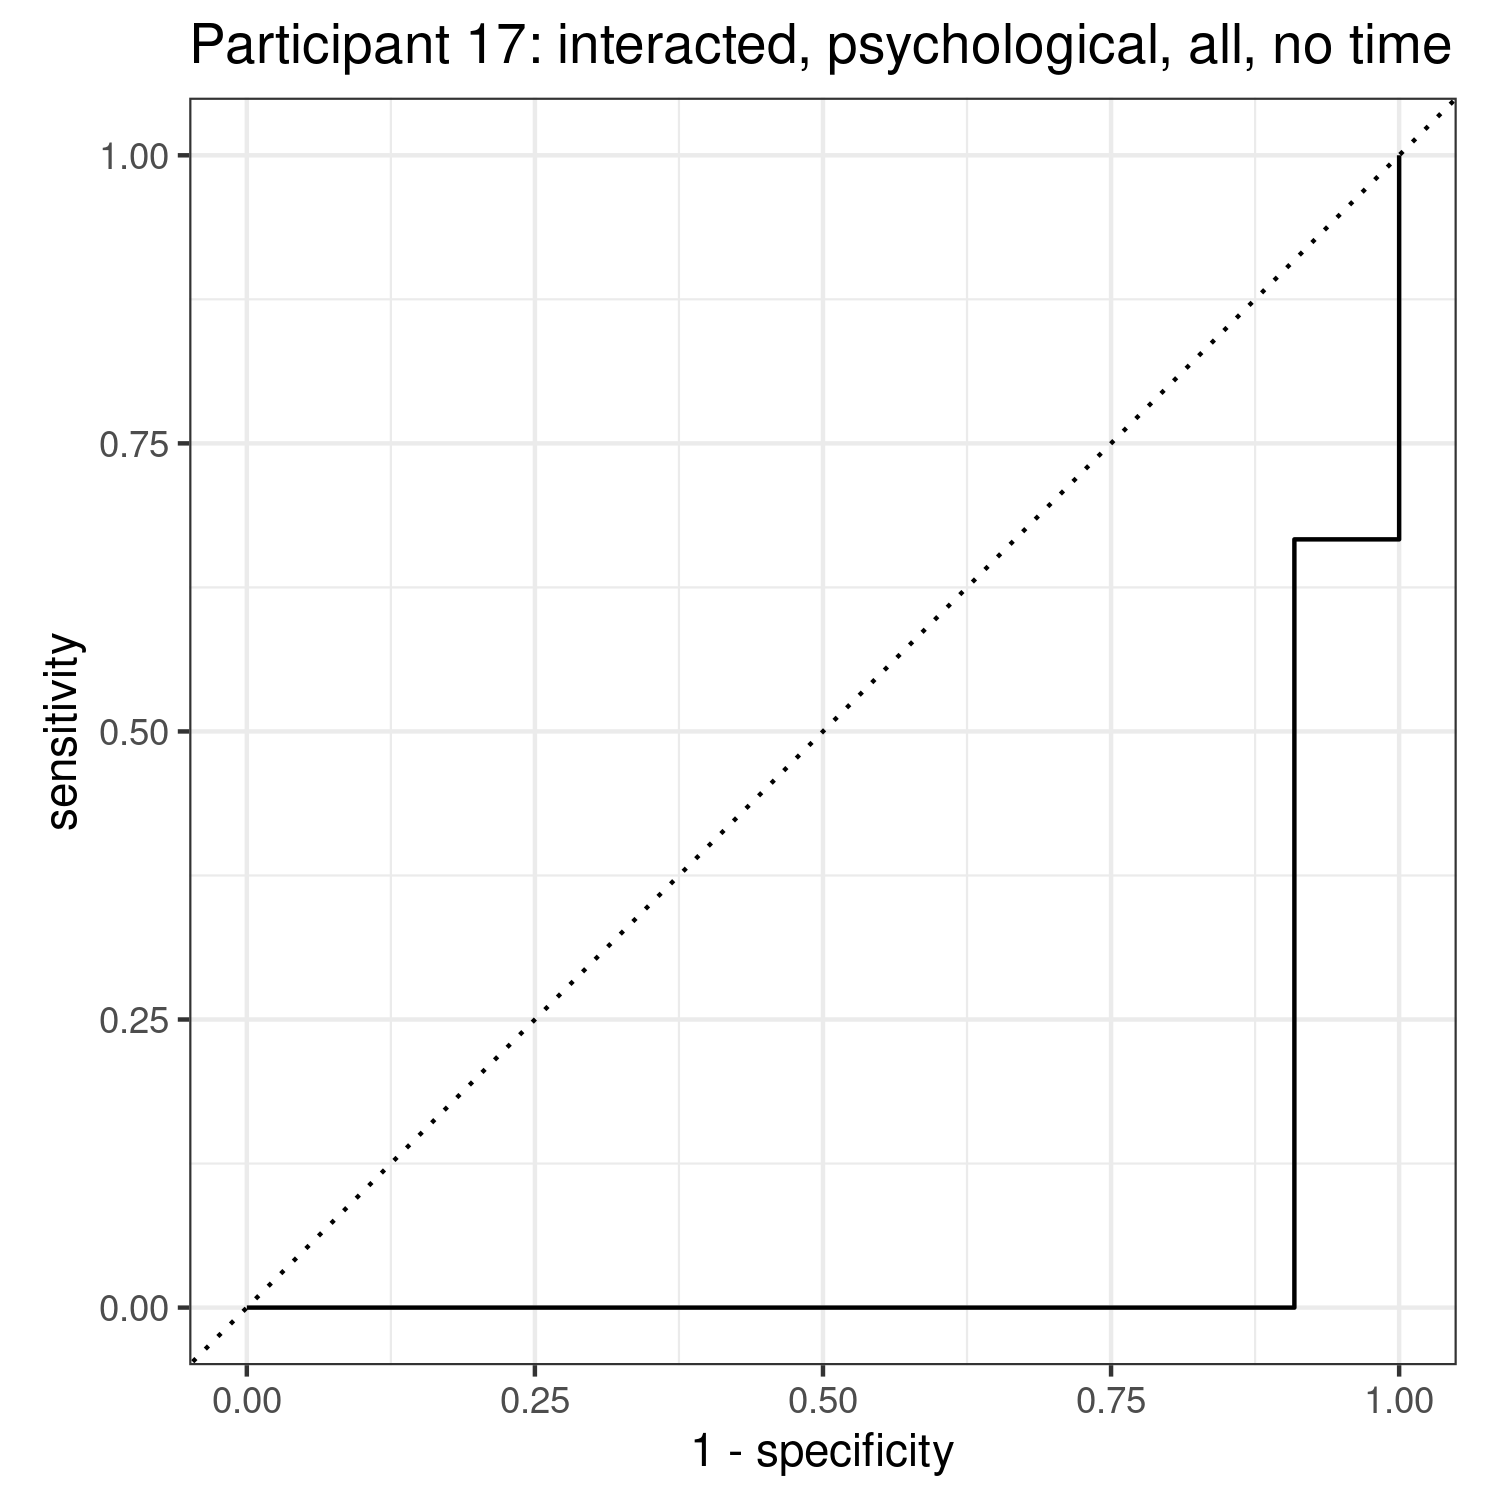 Participant 17: interacted, psychological, all, no time
1.00
0.75
0.50
0.25
0.00
sensitivity
0.00 0.25 0.50 0.75 1.00
1 - specificity